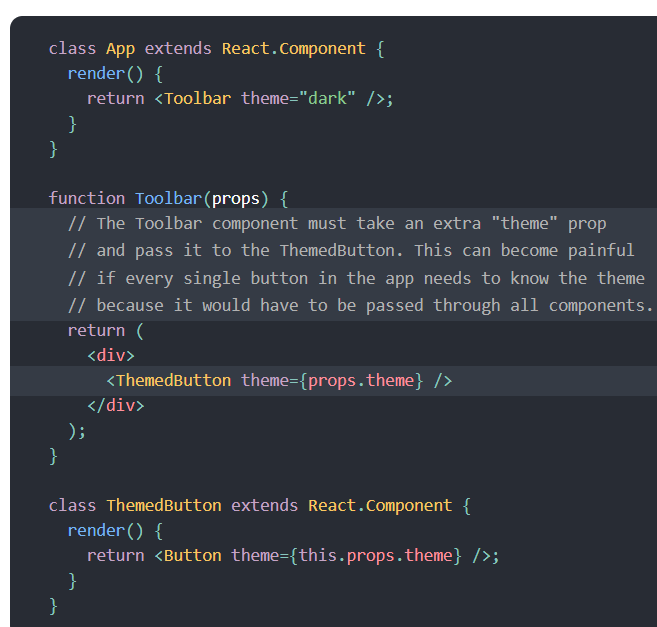 class App extends React.Component {
  render() {
    return <Toolbar theme="dark" />;
  }
}

function Toolbar(props) {
  // The Toolbar component must take an extra "theme" prop
  // and pass it to the ThemedButton. This can become painful
  // if every single button in the app needs to know the theme
  // because it would have to be passed through all components.
  return (
    <div>
      <ThemedButton theme={props.theme} />
    </div>
  );
}

class ThemedButton extends React.Component {
  render() {
    return <Button theme={this.props.theme} />;
  }
}